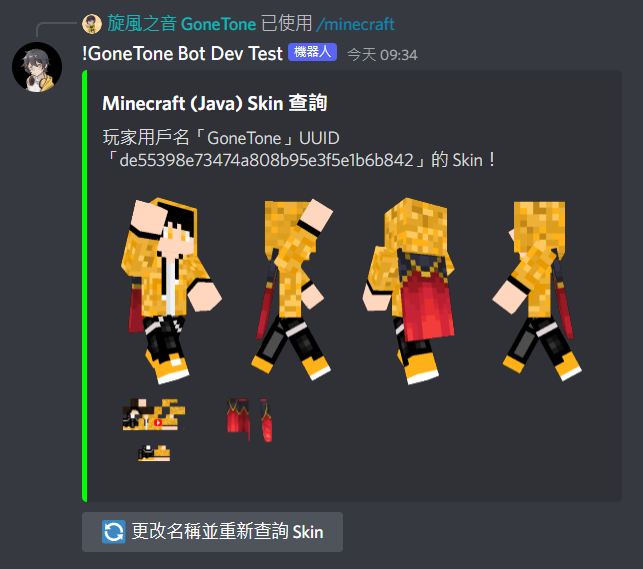 旋風之音 GoneTone 已使用 /minecraft
!GoneTone Bot Dev Test 機器人 今天 09:34
Minecraft (Java) Skin 查詢
玩家用戶名「GoneTone」UUID
「de55398e73474a808b95e3f5e1b6b842」的 Skin！
更改名稱並重新查詢 Skin